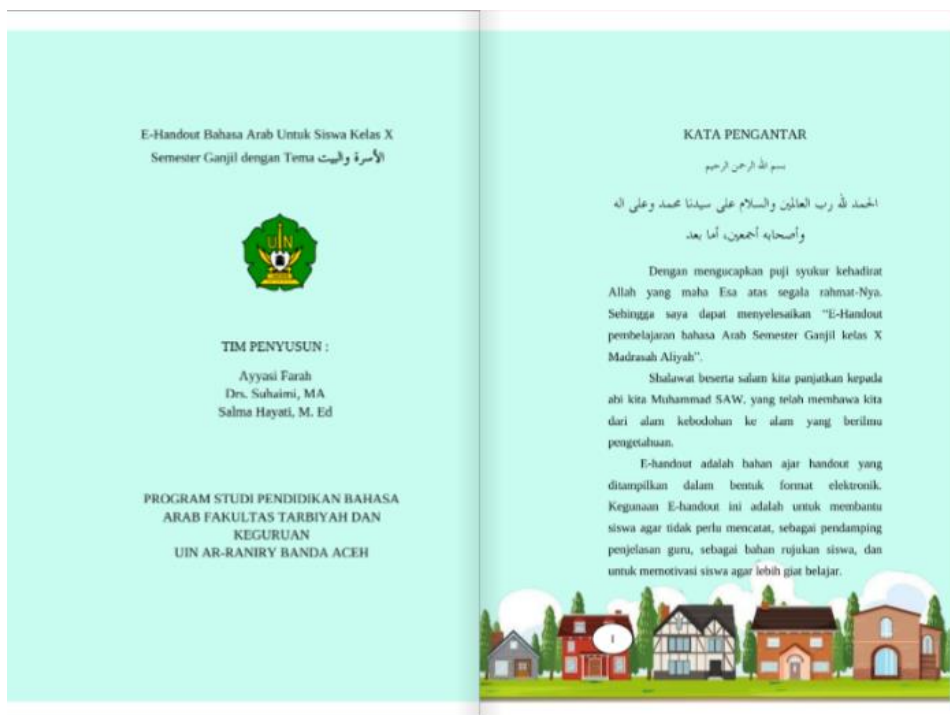 E-Handout Bahasa Arab Untuk Siswa Kelas X
Semester Ganjil dengan Tema الأسرة والبيت
UIN
TIM PENYUSUN :
Ayyasi Farah
Drs. Suhaimi, MA
Salma Hayati, M. Ed
PROGRAM STUDI PENDIDIKAN BAHASA
ARAB FAKULTAS TARBIYAH DAN
KEGURUAN
UIN AR-RANIRY BANDA ACEH
KATA PENGANTAR
بسم الله الرحمن الرحيم
الحمد لله رب العالمين والسلام على سيدنا محمد وعلى اله
وأصحابه أجمعين، أما بعد
Dengan mengucapkan puji syukur kehadirat
Allah yang maha Esa atas segala rahmat-Nya.
Sehingga saya dapat menyelesaikan “E-Handout
pembelajaran bahasa Arab Semester Ganjil kelas X
Madrasah Aliyah”.
Shalawat beserta salam kita panjatkan kepada
abi kita Muhammad SAW. yang telah membawa kita
dari alam kebodohan ke alam yang berilmu
pengetahuan.
E-handout adalah bahan ajar handout yang
ditampilkan dalam bentuk format elektronik.
Kegunaan E-handout ini adalah untuk membantu
siswa agar tidak perlu mencatat, sebagai pendamping
penjelasan guru, sebagai bahan rujukan siswa, dan
untuk memotivasi siswa agar lebih giat belajar.